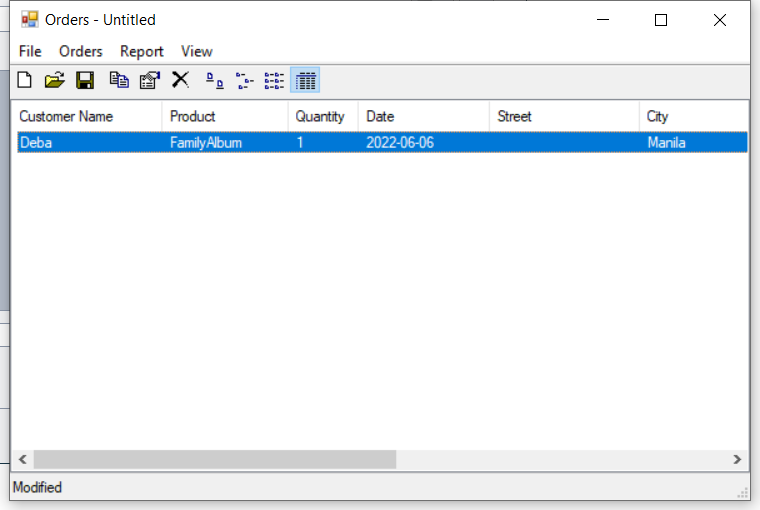 Orders - Untitled
File Orders Report View
Customer Name Product Quantity Date Street City
Deba FamilyAlbum 1 2022-06-06 Manila
Modified